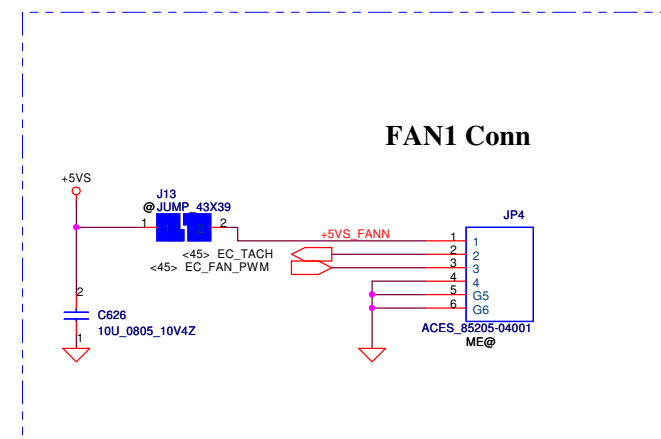 FAN1 Conn
+5VS
J13
@ JUMP_43X39
1
1
2
2
+5VS_FANN
<45> EC_TACH
<45> EC_FAN_PWM
JP4
1
1
2
2
3
3
4
4
5
G5
6
G6
ACES_85205-04001
ME@
2
C626
10U_0805_10V4Z
1